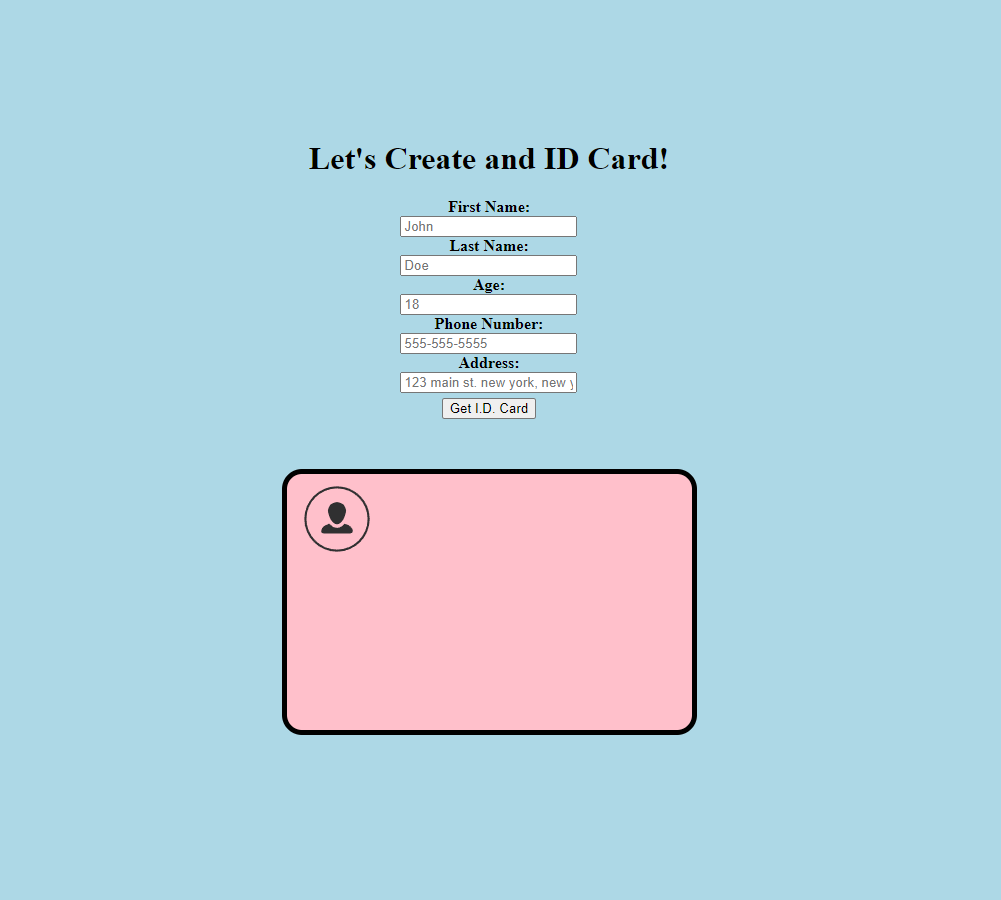 Let's Create and ID Card!
First Name:
John
Last Name:
Doe
Age:
18
Phone Number:
555-555-5555
Address:
123 main st. new york, new
Get I.D. Card